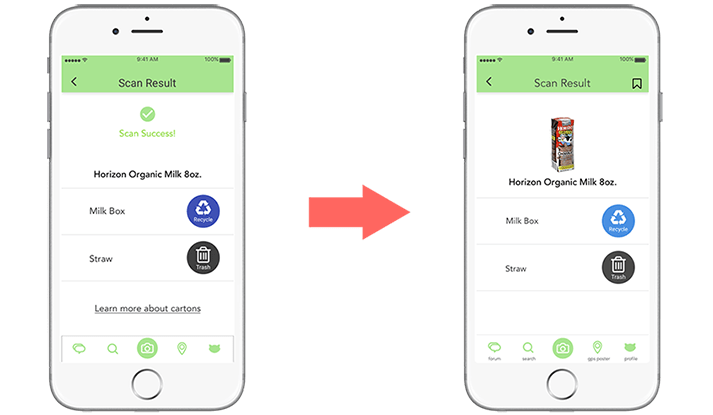 9:41 AM 100%
Scan Result
Scan Success!
Horizon Organic Milk 8oz.
Milk Box
Recycle
Straw
Trash
Learn more about cartons
9:41 AM 100%
Scan Result
Horizon Organic Milk 8oz.
Milk Box
Recycle
Straw
Trash
forum search gps poster profile